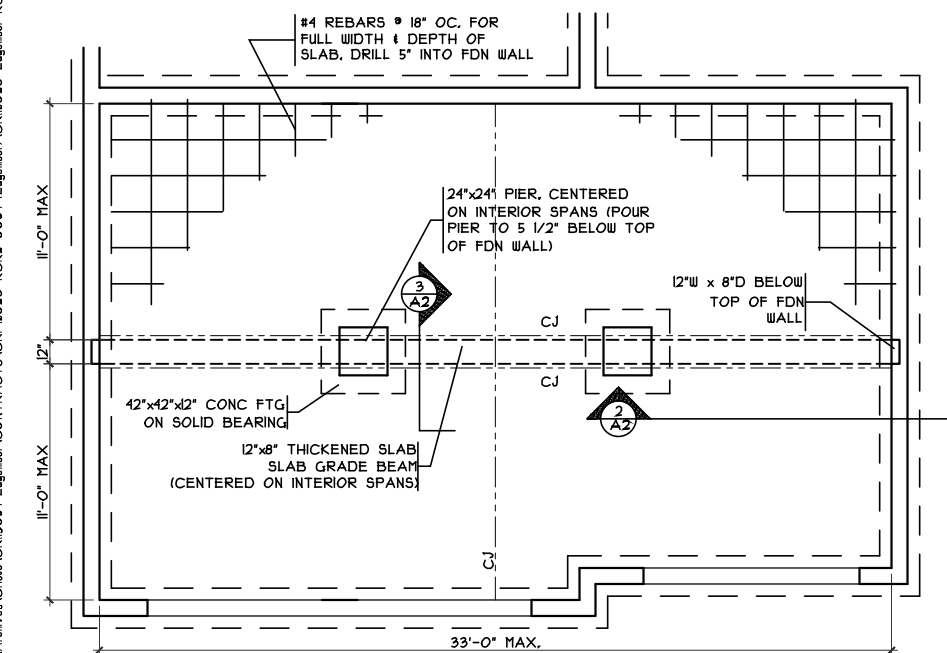 #4 REBARS @ 18" OC. FOR
FULL WIDTH & DEPTH OF
SLAB, DRILL 5" INTO FDN WALL
11'-0" MAX
24"x24" PIER, CENTERED
ON INTERIOR SPANS (POUR
PIER TO 5 1/2" BELOW TOP
OF FDN WALL)
3
A2
12"W x 8"D BELOW
TOP OF FDN
WALL
12"
CJ
CJ
42"x42"x12" CONC FTG
ON SOLID BEARING
2
A2
12"x8" THICKENED SLAB
SLAB GRADE BEAM
(CENTERED ON INTERIOR SPANS)
11'-0" MAX
CJ
33'-0" MAX.